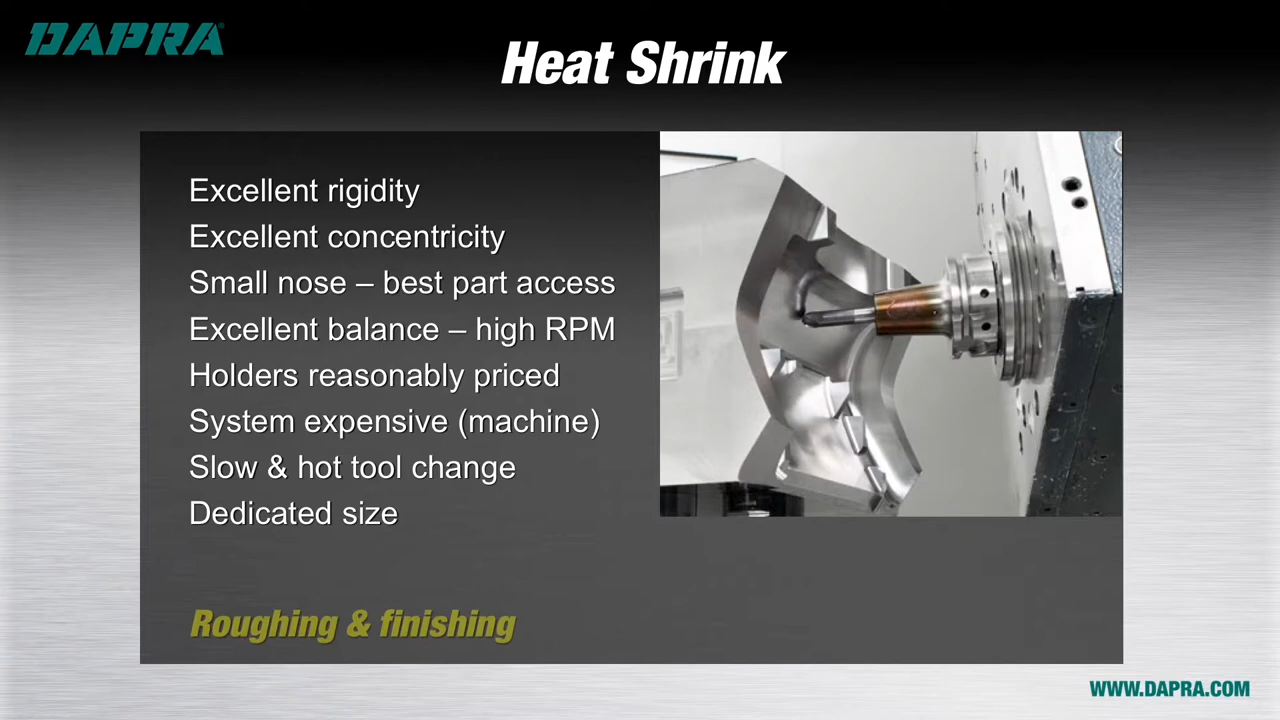 DAPRA®
Heat Shrink
Excellent rigidity
Excellent concentricity
Small nose – best part access
Excellent balance – high RPM
Holders reasonably priced
System expensive (machine)
Slow & hot tool change
Dedicated size
Roughing & finishing
WWW.DAPRA.COM